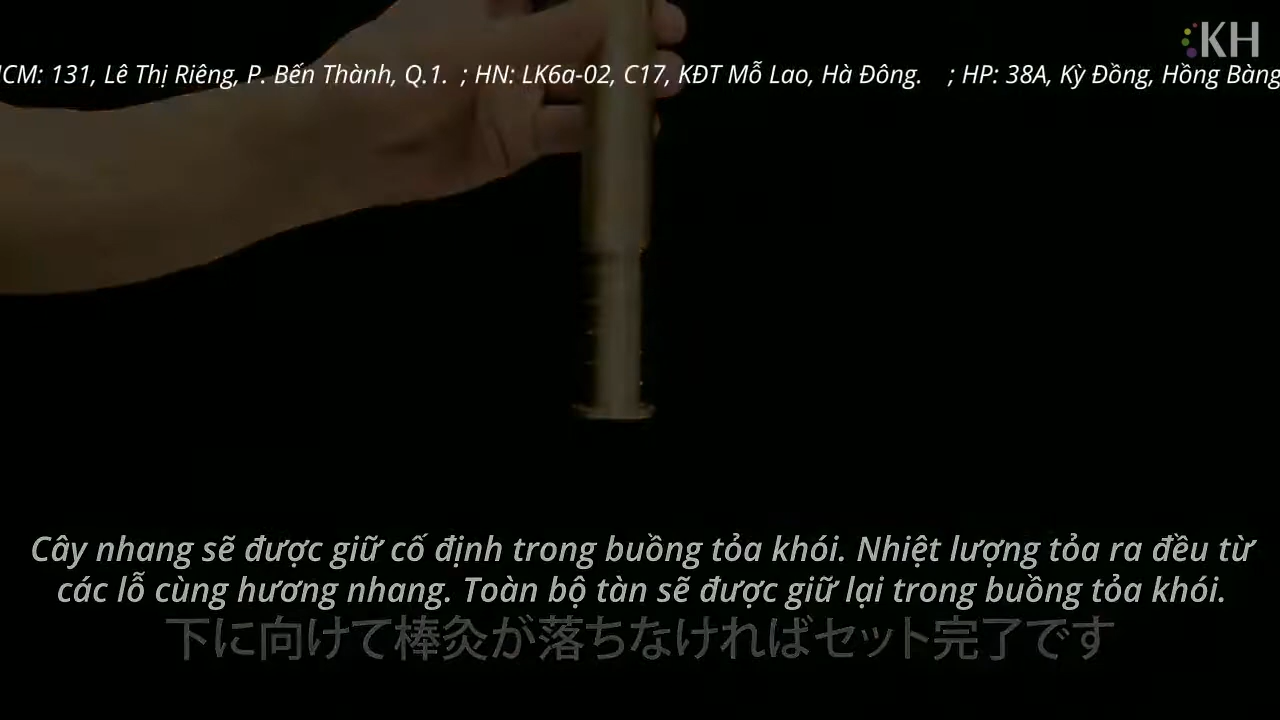 KH
CM: 131, Lê Thị Riêng, P. Bến Thành, Q.1. ; HN: LK6a-02, C17, KĐT Mỗ Lao, Hà Đông. ; HP: 38A, Kỳ Đồng, Hồng Bàng
Cây nhang sẽ được giữ cố định trong buồng tỏa khói. Nhiệt lượng tỏa ra đều từ
các lỗ cùng hương nhang. Toàn bộ tàn sẽ được giữ lại trong buồng tỏa khói.
下に向けて棒灸が落ちなければセット完了です